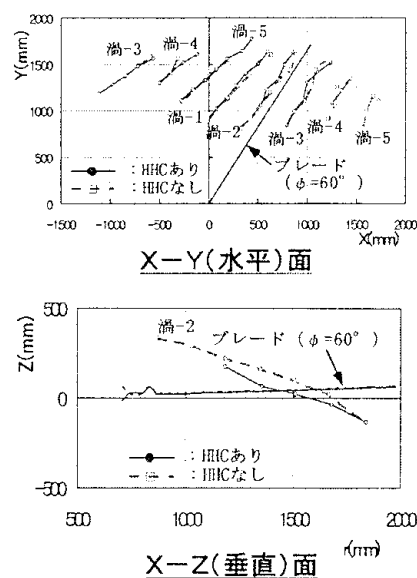 Y(mm)
2000
1500
1000
500
0
渦-3
渦-4
渦-5
渦-1
渦-2
渦-3
渦-4
渦-5
ブレード
(φ=60°)
:HHCあり
:HHCなし
-1500 -1000 -500 0 500 1000 1500 2000
X(mm)
X-Y(水平)面
Z(mm)
500
0
-500
渦-2
ブレード (φ=60°)
:HHCあり
:HHCなし
500 1000 1500 2000
r(mm)
X-Z(垂直)面